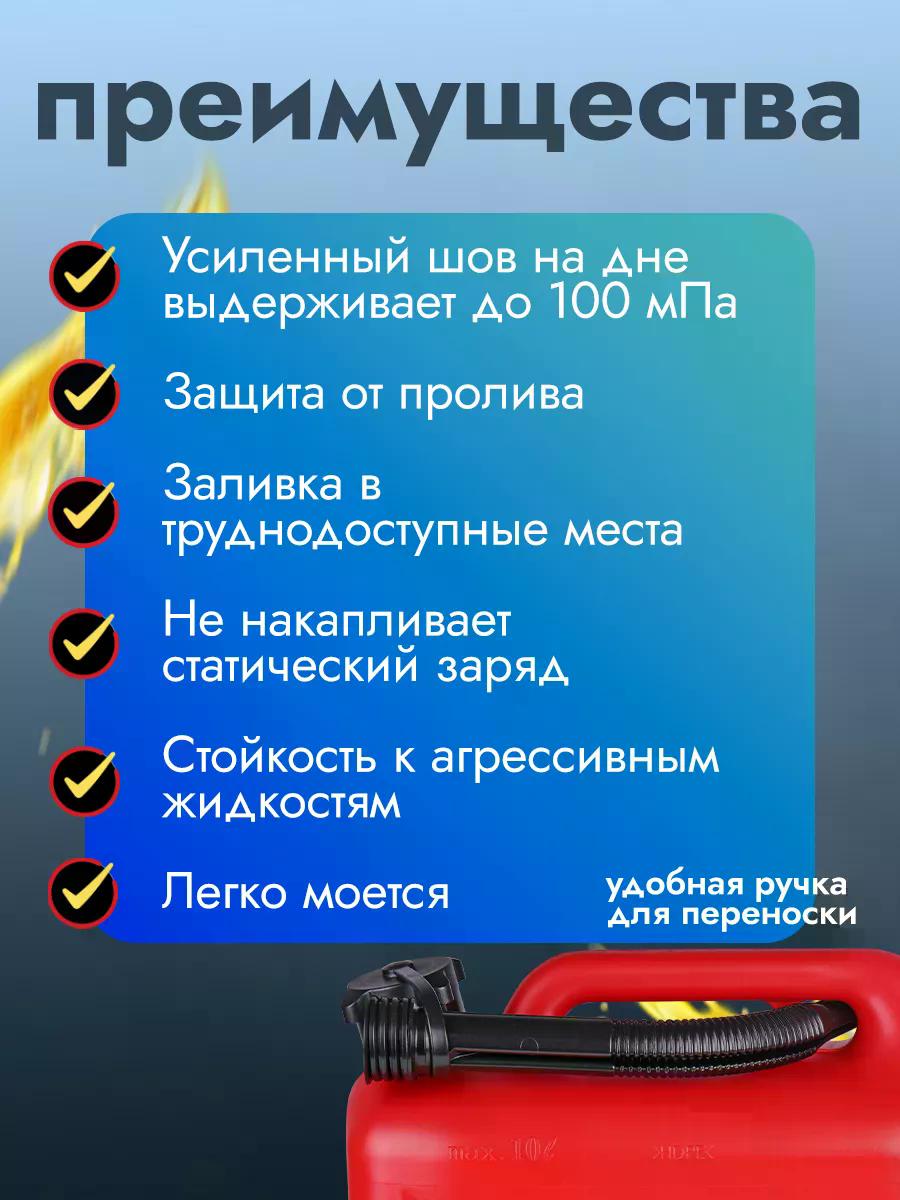 преимущества
Усиленный шов на дне
выдерживает до 100 мПа
Защита от пролива
Заливка в
труднодоступные места
Не накапливает
статический заряд
Стойкость к агрессивным
жидкостям
Легко моется
удобная ручка
для переноски
max. 10ℓ